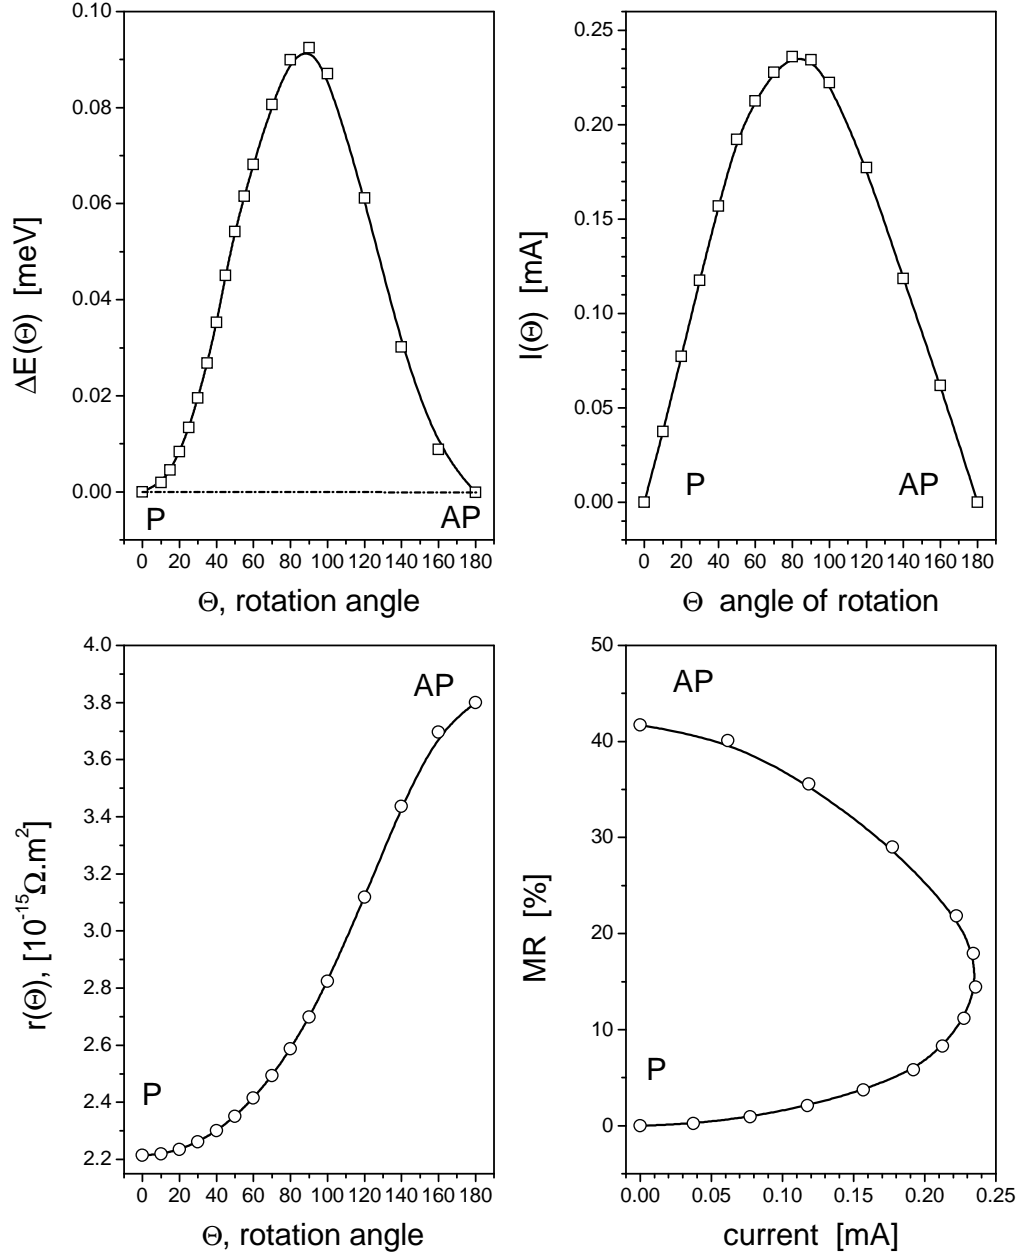 0.10
0.08
0.06
0.04
0.02
0.00
ΔE(Θ) [meV]
P
AP
0 20 40 60 80 100 120 140 160 180
Θ, rotation angle
0.25
0.20
0.15
0.10
0.05
0.00
I(Θ) [mA]
P
AP
0 20 40 60 80 100 120 140 160 180
Θ angle of rotation
4.0
3.8
3.6
3.4
3.2
3.0
2.8
2.6
2.4
2.2
r(Θ), [10⁻¹⁵Ω.m²]
AP
P
0 20 40 60 80 100 120 140 160 180
Θ, rotation angle
50
40
30
20
10
0
MR [%]
AP
P
0.00 0.05 0.10 0.15 0.20 0.25
current [mA]